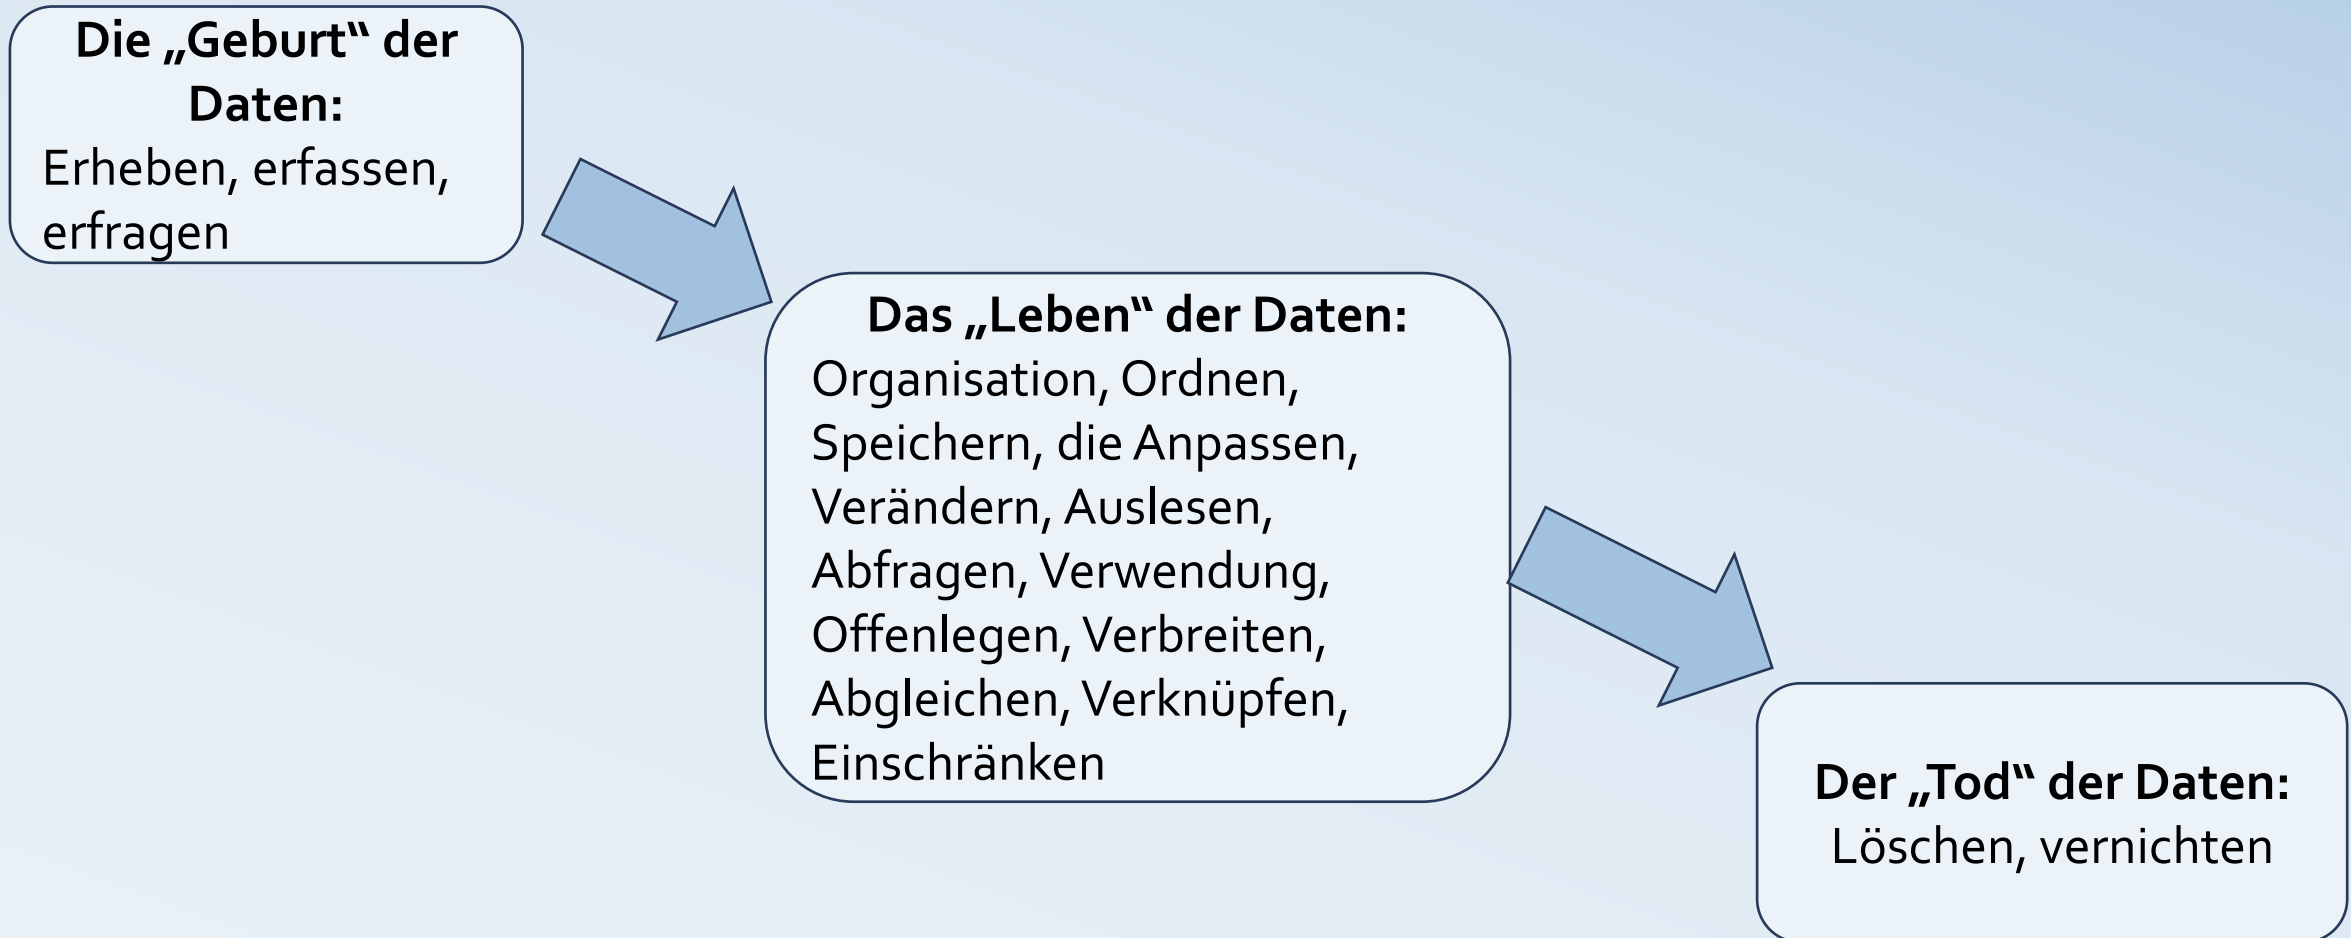 Die „Geburt“ der
Daten:
Erheben, erfassen,
erfragen
Das „Leben“ der Daten:
Organisation, Ordnen,
Speichern, die Anpassen,
Verändern, Auslesen,
Abfragen, Verwendung,
Offenlegen, Verbreiten,
Abgleichen, Verknüpfen,
Einschränken
Der „Tod“ der Daten:
Löschen, vernichten